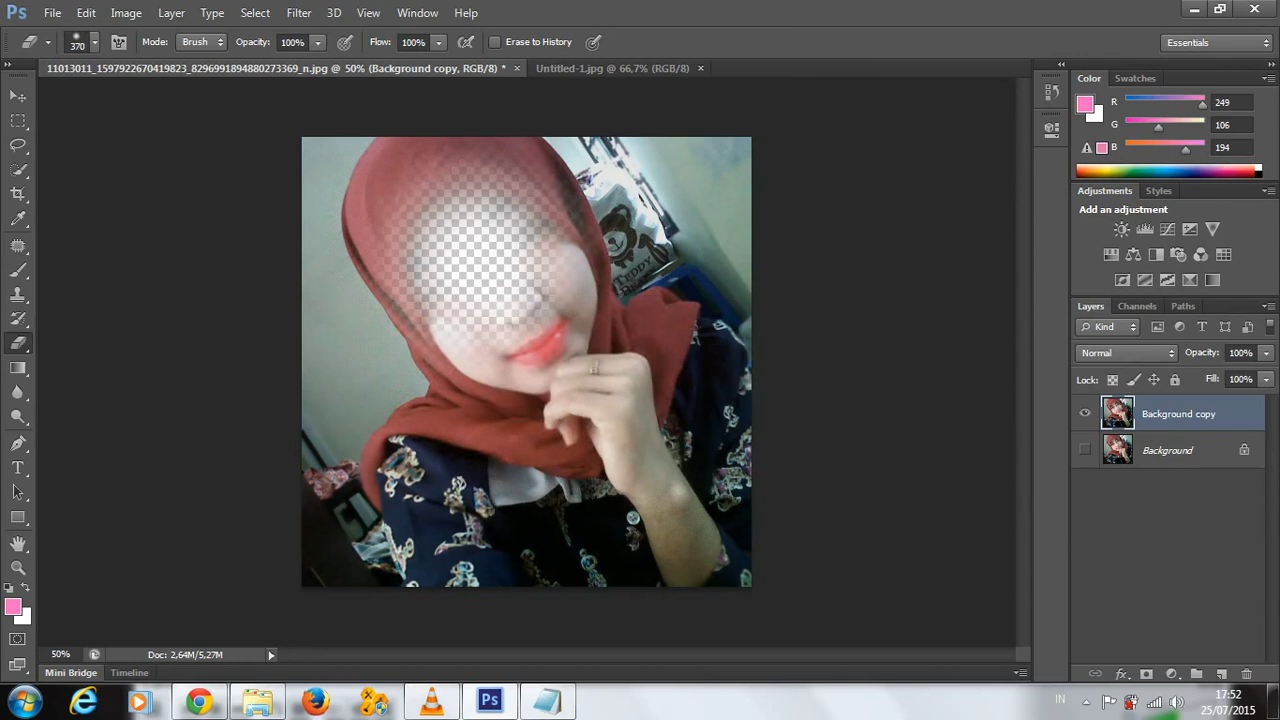 Ps File Edit Image Layer Type Select Filter 3D View Window Help
370 Mode: Brush Opacity: 100% Flow: 100% Erase to History Essentials
11013011_1597922670419823_8296991894880273369_n.jpg @ 50% (Background copy, RGB/8) * × Untitled-1.jpg @ 66,7% (RGB/8) ×
Color Swatches
R 249
G 106
B 194
Adjustments Styles
Add an adjustment
TEDDY
Layers Channels Paths
Kind
Normal Opacity: 100%
Lock: Fill: 100%
Background copy
Background
50% Doc: 2,64M/5,27M
Mini Bridge Timeline
Ps IN 17:52
25/07/2015